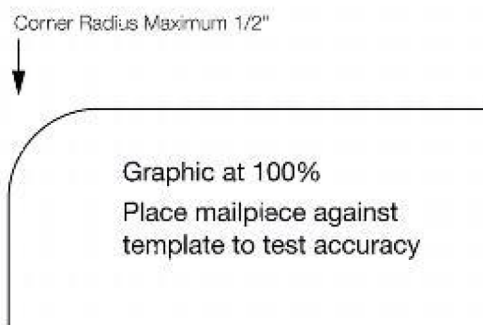 Corner Radius Maximum 1/2"
Graphic at 100%
Place mailpiece against
template to test accuracy